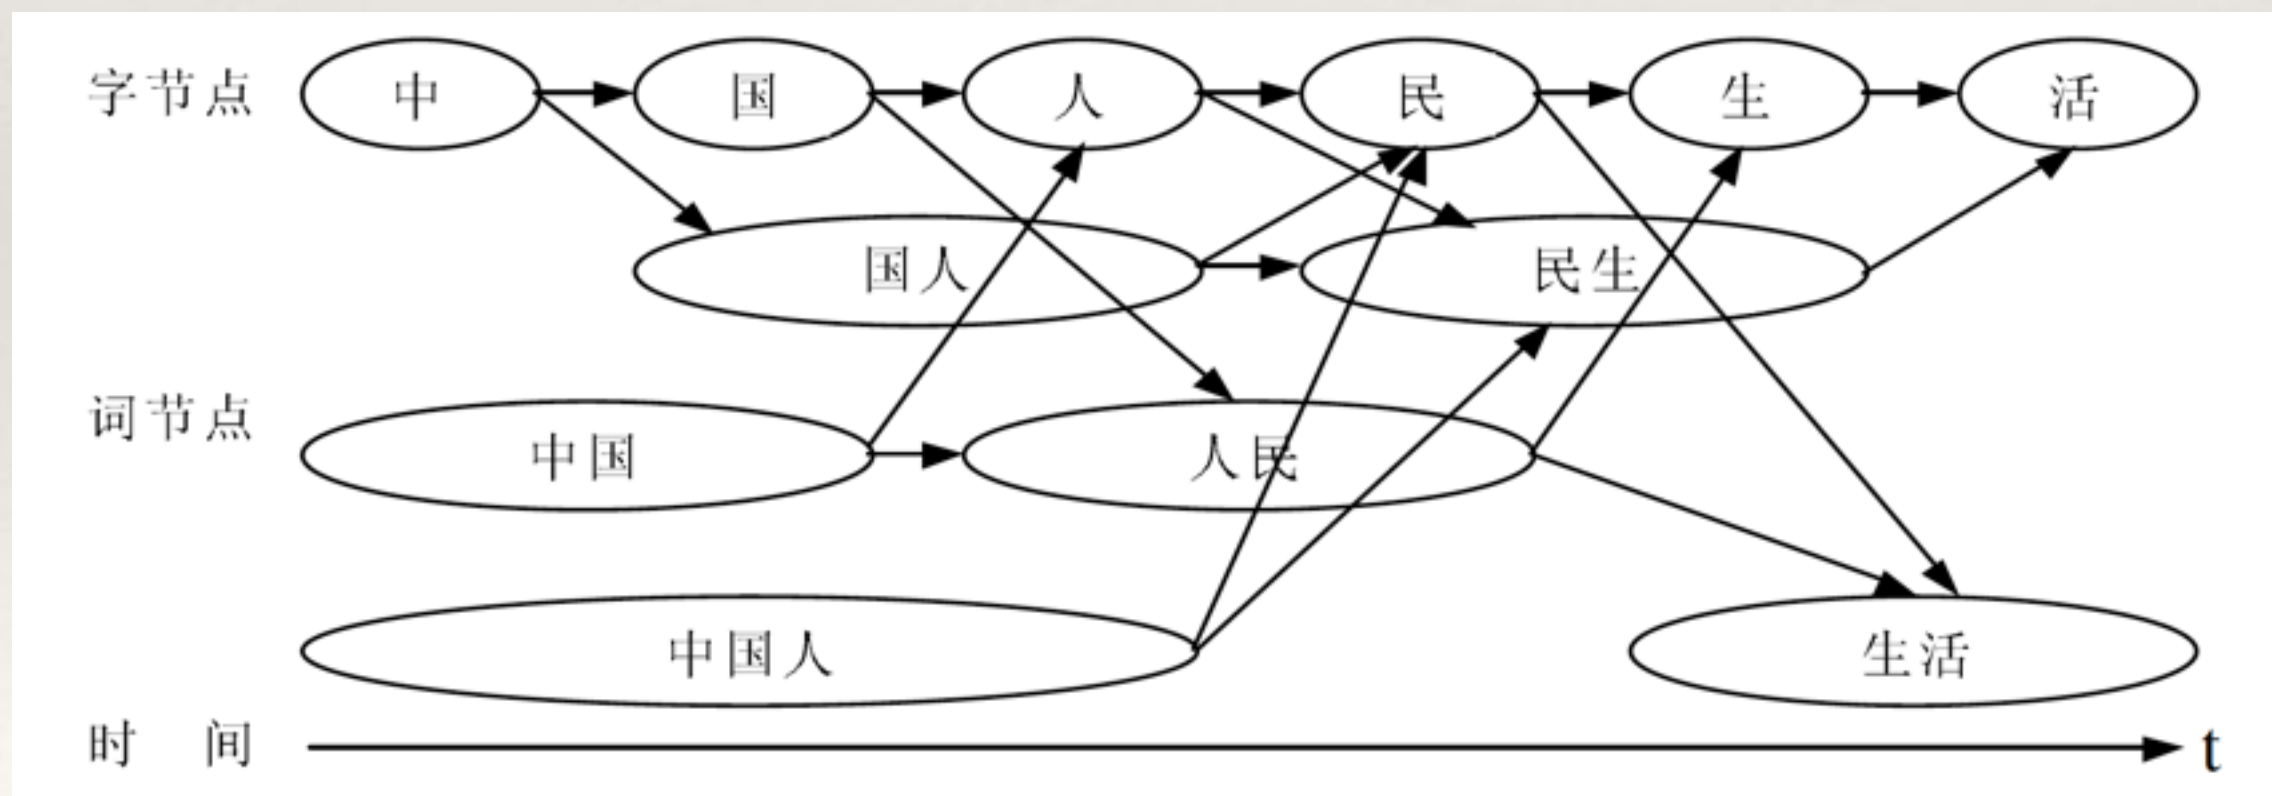 字节点 中 国 人 民 生 活
国人 民生
词节点
中国 人民
中国人 生活
时 间 t